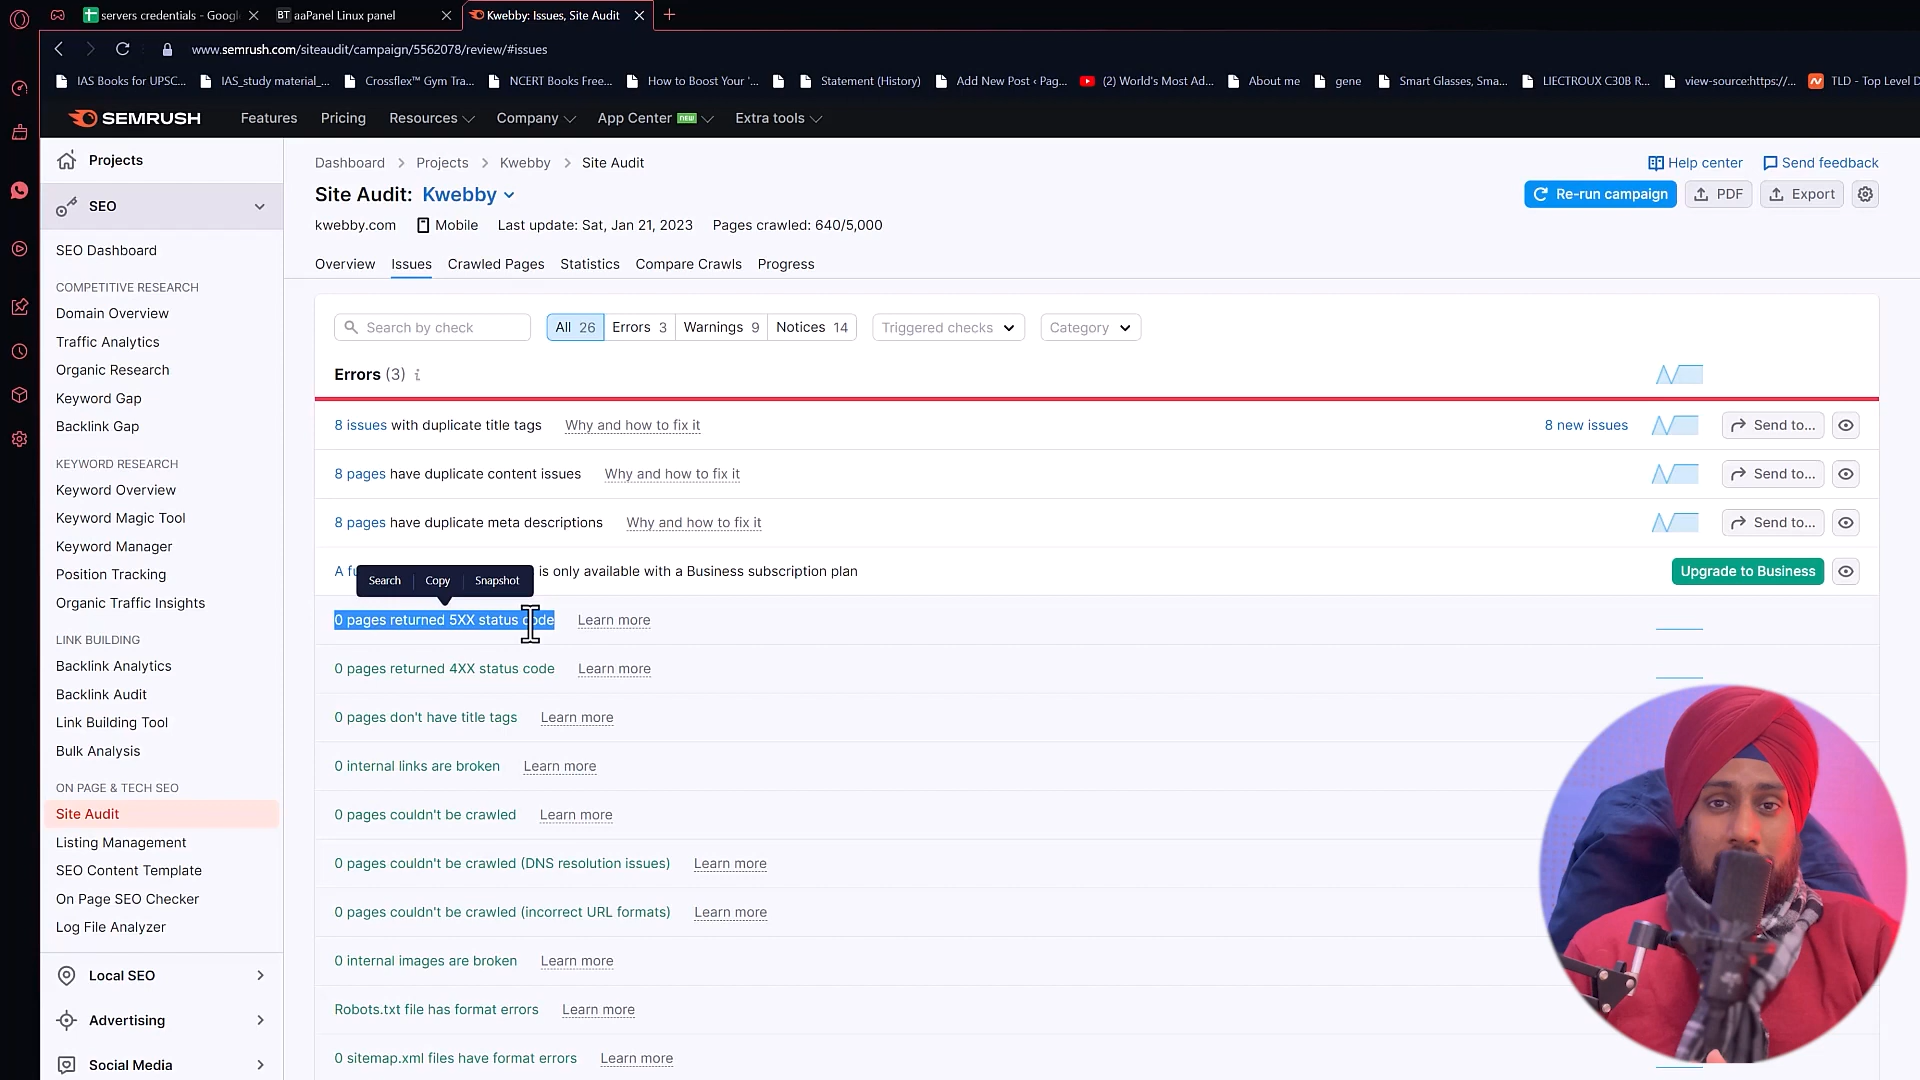 servers credentials - Googl
BT aaPanel Linux panel
Kwebby: Issues, Site Audit
www.semrush.com/siteaudit/campaign/5562078/review/#issues
IAS Books for UPSC...
IAS_study material_...
Crossflex™ Gym Tra...
NCERT Books Free...
How to Boost Your '...
Statement (History)
Add New Post ‹ Pag...
(2) World's Most Ad...
About me
gene
Smart Glasses, Sma...
LIECTROUX C30B R...
view-source:https://...
TLD - Top Level D
SEMRUSH
Features
Pricing
Resources
Company
App Center NEW
Extra tools
Projects
SEO
SEO Dashboard
COMPETITIVE RESEARCH
Domain Overview
Traffic Analytics
Organic Research
Keyword Gap
Backlink Gap
KEYWORD RESEARCH
Keyword Overview
Keyword Magic Tool
Keyword Manager
Position Tracking
Organic Traffic Insights
LINK BUILDING
Backlink Analytics
Backlink Audit
Link Building Tool
Bulk Analysis
ON PAGE & TECH SEO
Site Audit
Listing Management
SEO Content Template
On Page SEO Checker
Log File Analyzer
Local SEO
Advertising
Social Media
Dashboard > Projects > Kwebby > Site Audit
Help center
Send feedback
Site Audit: Kwebby
Re-run campaign
PDF
Export
kwebby.com
Mobile
Last update: Sat, Jan 21, 2023
Pages crawled: 640/5,000
Overview
Issues
Crawled Pages
Statistics
Compare Crawls
Progress
Search by check
All 26
Errors 3
Warnings 9
Notices 14
Triggered checks
Category
Errors (3) i
8 issues with duplicate title tags Why and how to fix it 8 new issues Send to...
8 pages have duplicate content issues Why and how to fix it Send to...
8 pages have duplicate meta descriptions Why and how to fix it Send to...
Search Copy Snapshot
A is only available with a Business subscription plan Upgrade to Business
0 pages returned 5XX status code Learn more
0 pages returned 4XX status code Learn more
0 pages don't have title tags Learn more
0 internal links are broken Learn more
0 pages couldn't be crawled Learn more
0 pages couldn't be crawled (DNS resolution issues) Learn more
0 pages couldn't be crawled (incorrect URL formats) Learn more
0 internal images are broken Learn more
Robots.txt file has format errors Learn more
0 sitemap.xml files have format errors Learn more